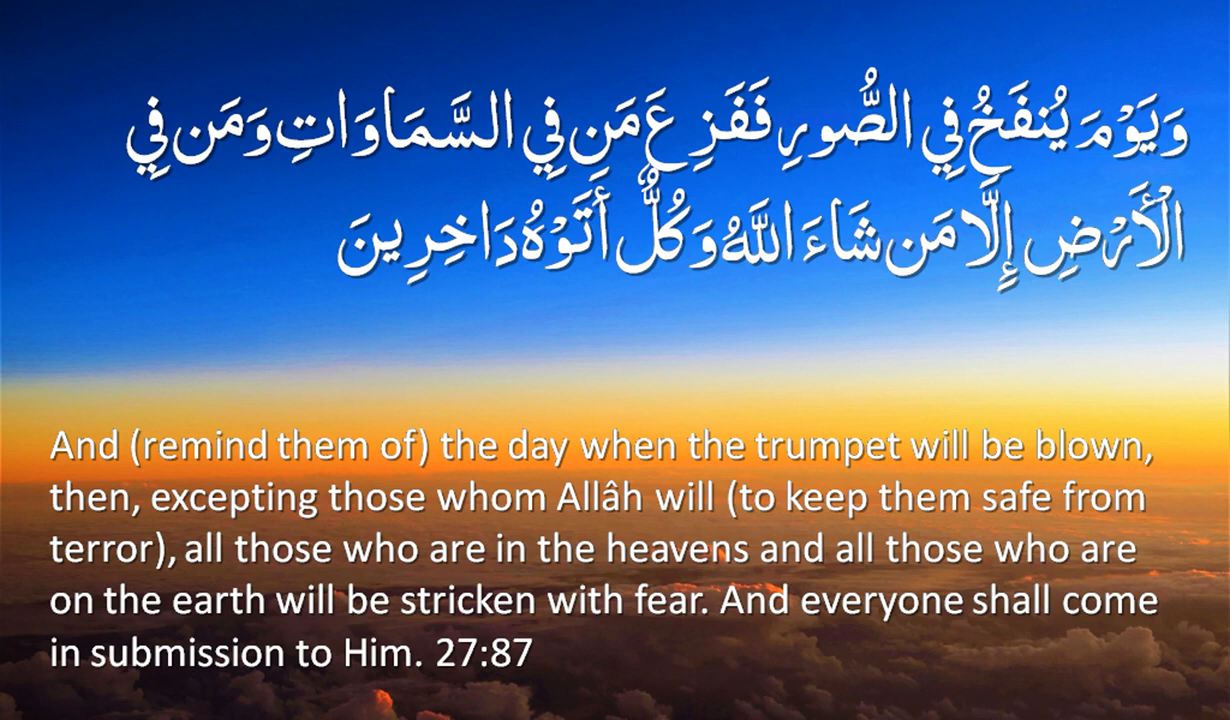 وَيَوْمَ يُنفَخُ فِي الصُّورِ فَفَزِعَ مَن فِي السَّمَاوَاتِ وَمَن فِي
الْأَرْضِ إِلَّا مَن شَاءَ اللَّهُ وَكُلٌّ أَتَوْهُ دَاخِرِينَ
And (remind them of) the day when the trumpet will be blown,
then, excepting those whom Allâh will (to keep them safe from
terror), all those who are in the heavens and all those who are
on the earth will be stricken with fear. And everyone shall come
in submission to Him. 27:87